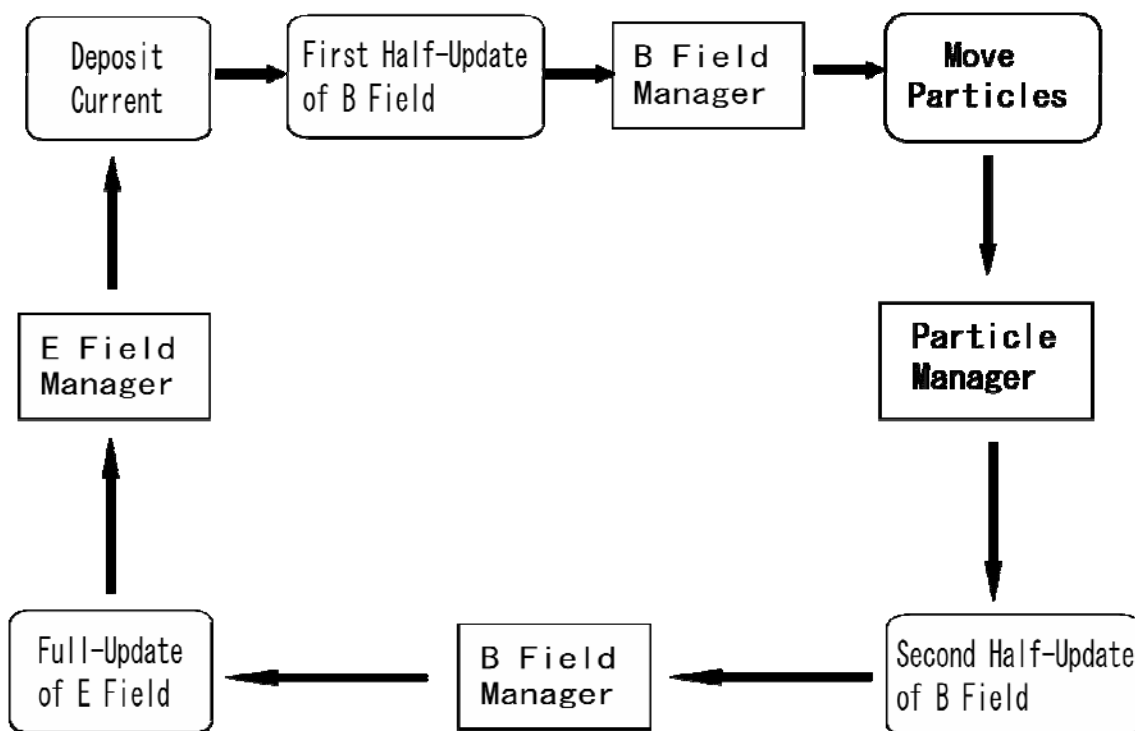 Deposit
Current
First Half-Update
of B Field
B Field
Manager
Move
Particles
E Field
Manager
Particle
Manager
Full-Update
of E Field
B Field
Manager
Second Half-Update
of B Field